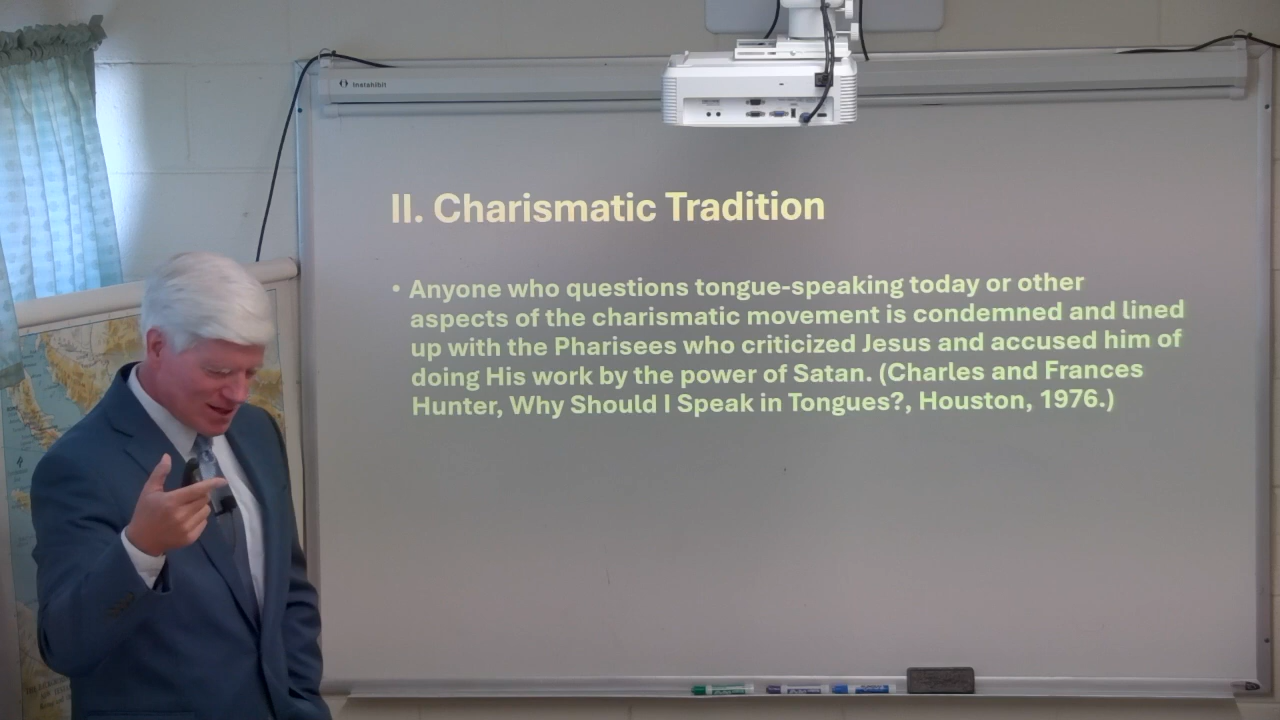 Instahibit
II. Charismatic Tradition
• Anyone who questions tongue-speaking today or other
aspects of the charismatic movement is condemned and lined
up with the Pharisees who criticized Jesus and accused him of
doing His work by the power of Satan. (Charles and Frances
Hunter, Why Should I Speak in Tongues?, Houston, 1976.)